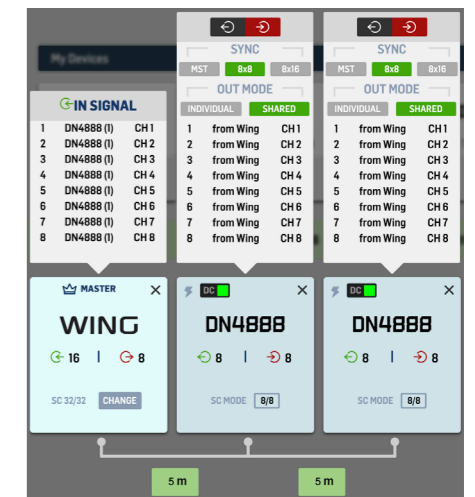 My Devices
IN SIGNAL
1 DN4888 (1) CH 1
2 DN4888 (1) CH 2
3 DN4888 (1) CH 3
4 DN4888 (1) CH 4
5 DN4888 (1) CH 5
6 DN4888 (1) CH 6
7 DN4888 (1) CH 7
8 DN4888 (1) CH 8
MASTER
WING
16 | 8
SC 32/32 CHANGE
SYNC
MST 8x8 8x16
OUT MODE
INDIVIDUAL SHARED
1 from Wing CH 1
2 from Wing CH 2
3 from Wing CH 3
4 from Wing CH 4
5 from Wing CH 5
6 from Wing CH 6
7 from Wing CH 7
8 from Wing CH 8
DC
DN4888
8 | 8
SC MODE 8/8
SYNC
MST 8x8 8x16
OUT MODE
INDIVIDUAL SHARED
1 from Wing CH 1
2 from Wing CH 2
3 from Wing CH 3
4 from Wing CH 4
5 from Wing CH 5
6 from Wing CH 6
7 from Wing CH 7
8 from Wing CH 8
DC
DN4888
8 | 8
SC MODE 8/8
5 m
5 m